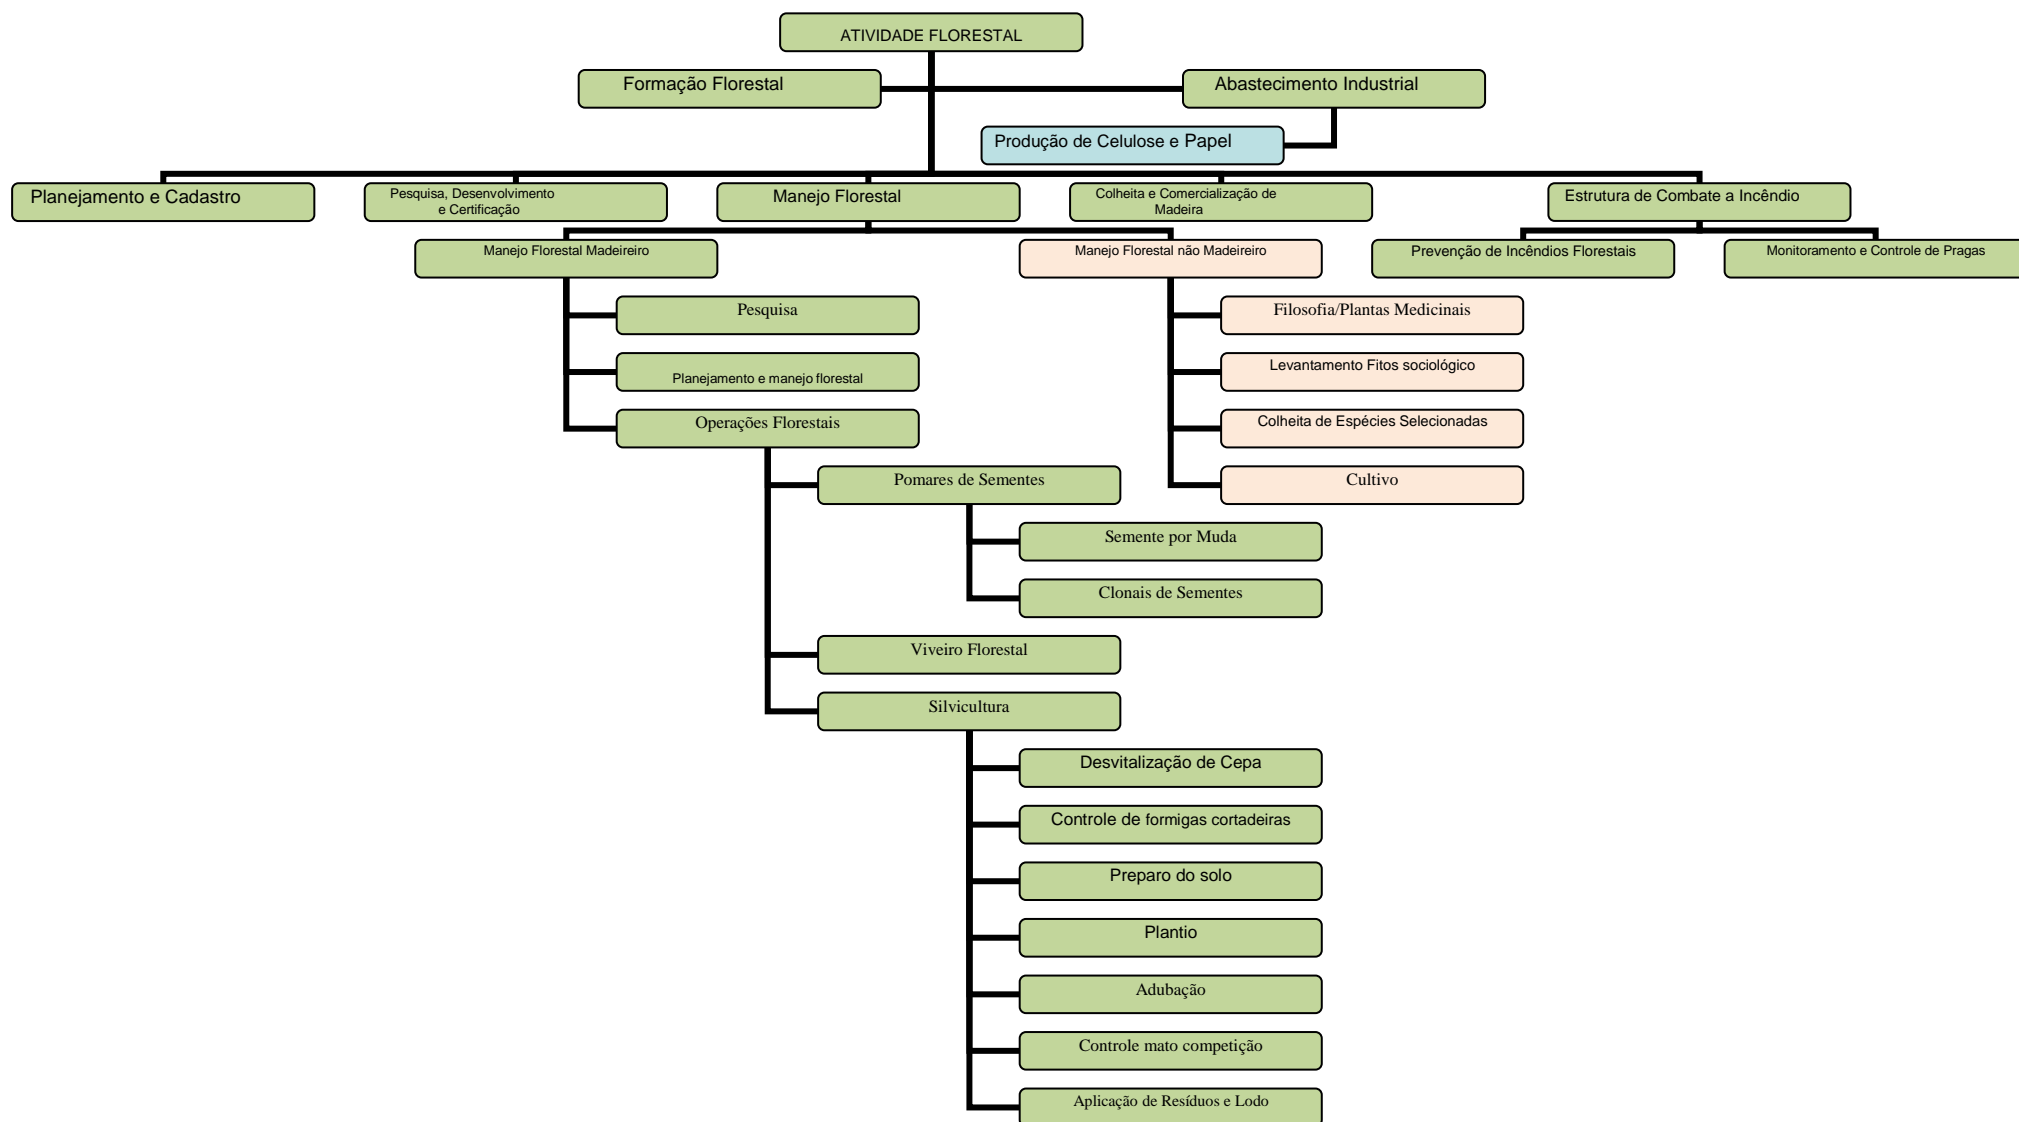 ATIVIDADE FLORESTAL
Formação Florestal
Abastecimento Industrial
Produção de Celulose e Papel
Planejamento e Cadastro
Pesquisa, Desenvolvimento
e Certificação
Manejo Florestal
Colheita e Comercialização de
Madeira
Estrutura de Combate a Incêndio
Manejo Florestal Madeireiro
Manejo Florestal não Madeireiro
Prevenção de Incêndios Florestais
Monitoramento e Controle de Pragas
Pesquisa
Filosofia/Plantas Medicinais
Planejamento e manejo florestal
Levantamento Fitos sociológico
Operações Florestais
Colheita de Espécies Selecionadas
Pomares de Sementes
Cultivo
Semente por Muda
Clonais de Sementes
Viveiro Florestal
Silvicultura
Desvitalização de Cepa
Controle de formigas cortadeiras
Preparo do solo
Plantio
Adubação
Controle mato competição
Aplicação de Resíduos e Lodo